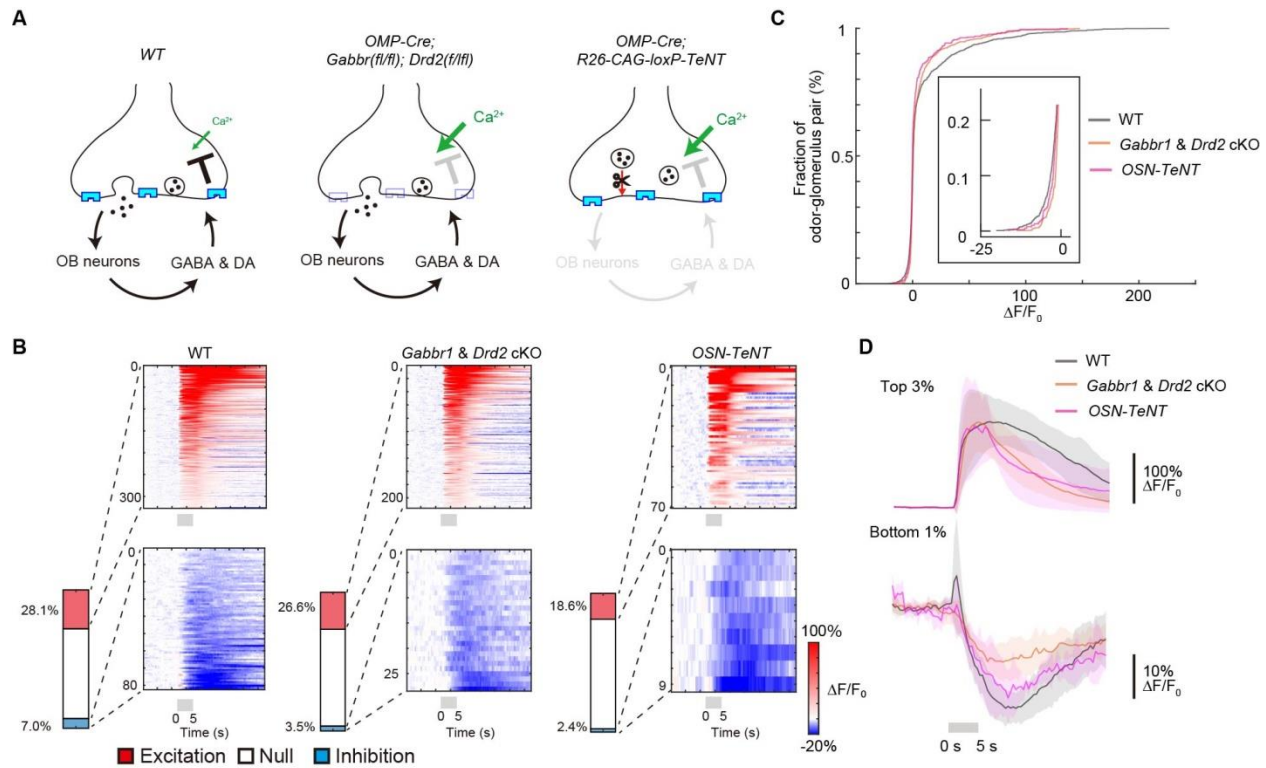 A
WT
OMP-Cre;
Gabbr(fl/fl); Drd2(f/lfl)
OMP-Cre;
R26-CAG-loxP-TeNT
Ca2+
Ca2+
Ca2+
OB neurons
GABA & DA
OB neurons
GABA & DA
OB neurons
GABA & DA
C
Fraction of
odor-glomerulus pair (%)
1
0.5
0
0.2
0.1
0
-25
0
0
100
200
ΔF/F0
WT
Gabbr1 & Drd2 cKO
OSN-TeNT
B
WT
0
300
0
80
28.1%
7.0%
0 5
Time (s)
Gabbr1 & Drd2 cKO
0
200
0
25
26.6%
3.5%
0 5
Time (s)
OSN-TeNT
0
70
0
9
18.6%
2.4%
0 5
Time (s)
100%
ΔF/F0
-20%
Excitation
Null
Inhibition
D
WT
Gabbr1 & Drd2 cKO
OSN-TeNT
Top 3%
100%
ΔF/F0
Bottom 1%
10%
ΔF/F0
0 s 5 s